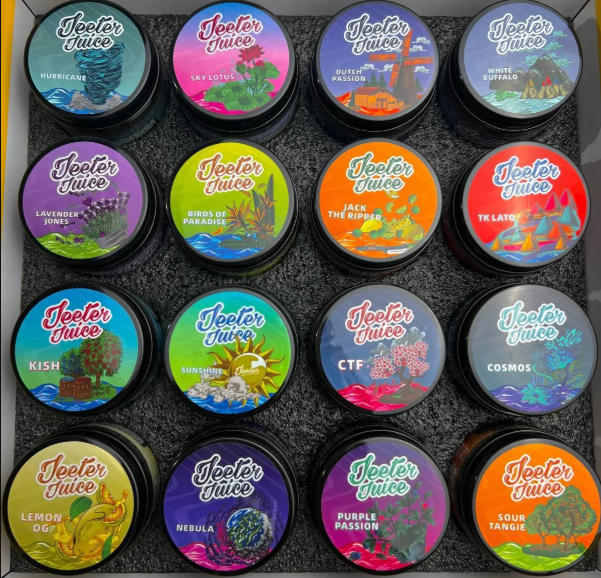 Jeeter
Juice
HURRICANE
Jeeter
Juice
SKY LOTUS
Jeeter
Juice
DUTCH
PASSION
Jeeter
Juice
WHITE
BUFFALO
Jeeter
Juice
LAVENDER
JONES
Jeeter
Juice
BIRDS OF
PARADISE
Jeeter
Juice
JACK
THE RIPPER
Jeeter
Juice
TK LATO
Jeeter
Juice
KISH
Jeeter
Juice
SUNSHINE
Jeeter
Jeeter
Juice
CTF
Jeeter
Juice
COSMOS
Jeeter
Juice
LEMON
OG
Jeeter
Juice
NEBULA
Jeeter
Juice
PURPLE
PASSION
Jeeter
Juice
SOUR
TANGIE